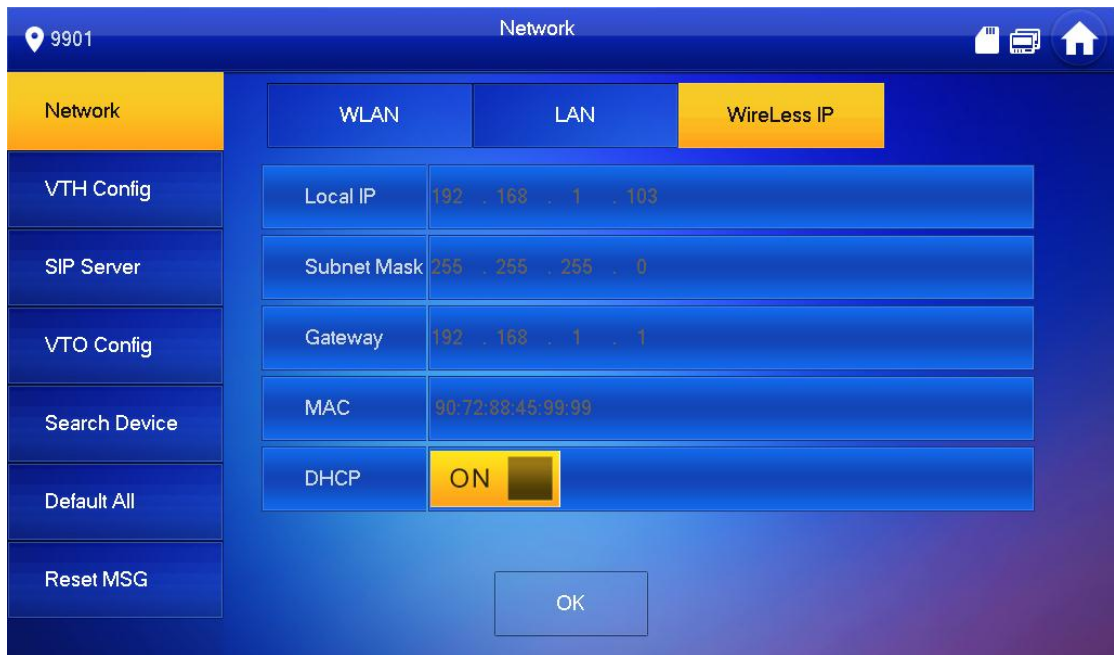 9901
Network
Network
WLAN
LAN
WireLess IP
VTH Config
Local IP 192 . 168 . 1 . 103
SIP Server
Subnet Mask 255 . 255 . 255 . 0
VTO Config
Gateway 192 . 168 . 1 . 1
Search Device
MAC 90:72:88:45:99:99
Default All
DHCP ON
Reset MSG
OK